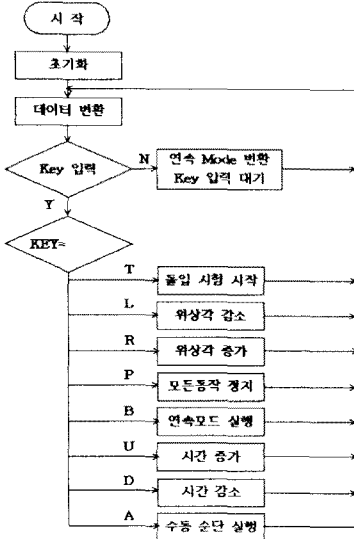 시 작
초기화
데이터 변환
Key 입력
N
연속 Mode 변환
Key 입력 대기
Y
KEY=
T
돌입 시험 시작
L
위상각 감소
R
위상각 증가
P
모든동작 정지
B
연속모드 실행
U
시간 증가
D
시간 감소
A
수동 순단 실행